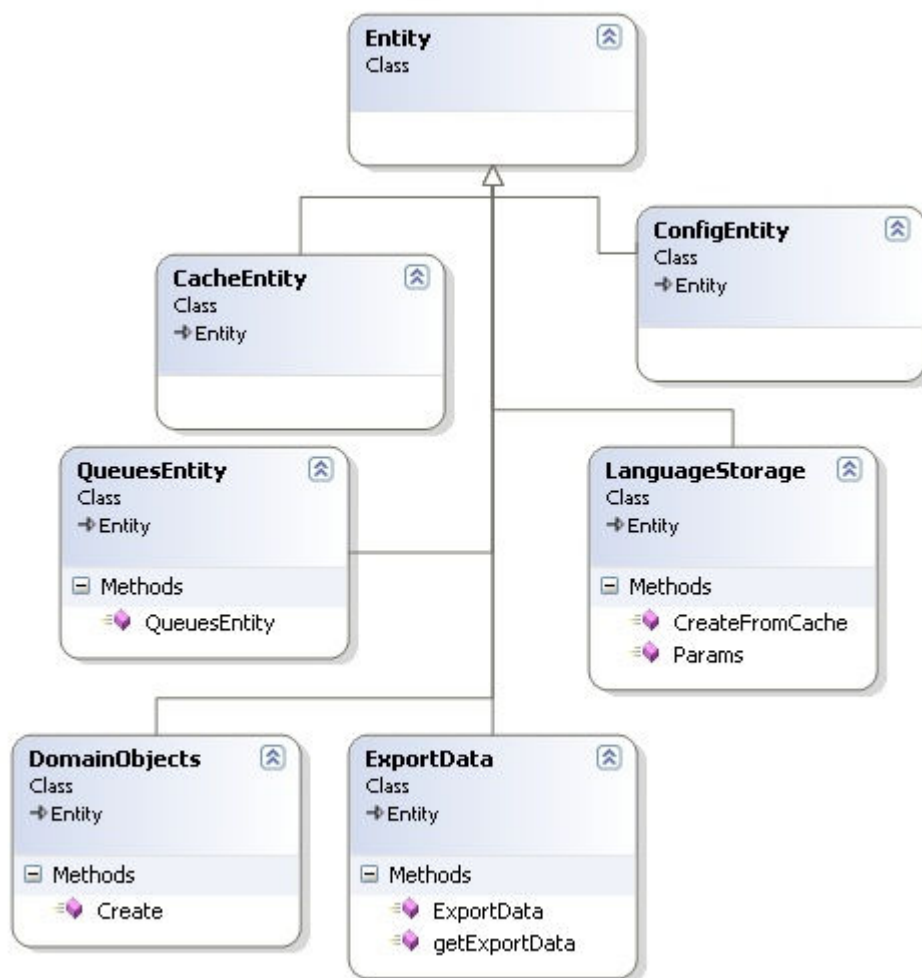 Entity
Class
ConfigEntity
Class
Entity
CacheEntity
Class
Entity
QueuesEntity
Class
Entity
Methods
QueuesEntity
LanguageStorage
Class
Entity
Methods
CreateFromCache
Params
DomainObjects
Class
Entity
Methods
Create
ExportData
Class
Entity
Methods
ExportData
getExportData